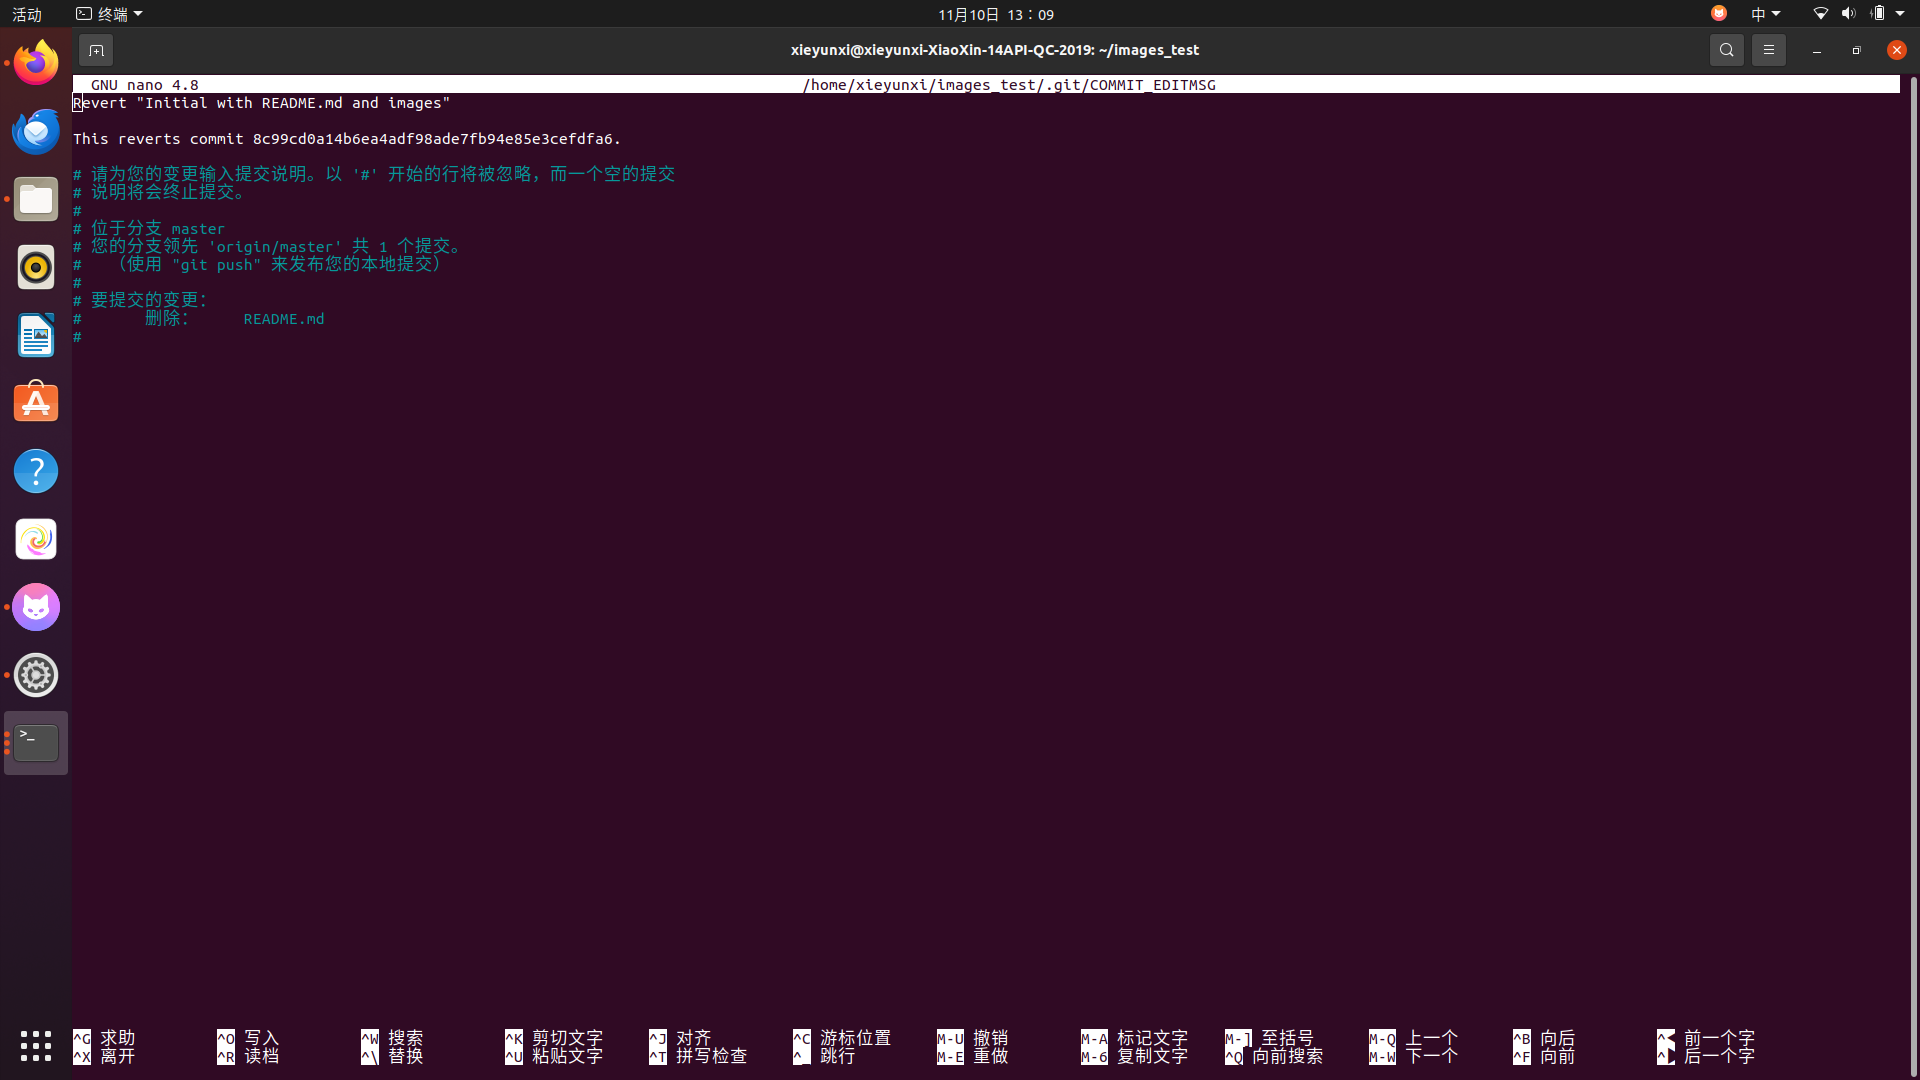 活动 终端 11月10日 13：09 中
xieyunxi@xieyunxi-XiaoXin-14API-QC-2019: ~/images_test
GNU nano 4.8 /home/xieyunxi/images_test/.git/COMMIT_EDITMSG
Revert "Initial with README.md and images"
This reverts commit 8c99cd0a14b6ea4adf98ade7fb94e85e3cefdfa6.
# 请为您的变更输入提交说明。以 '#' 开始的行将被忽略，而一个空的提交
# 说明将会终止提交。
#
# 位于分支 master
# 您的分支领先 'origin/master' 共 1 个提交。
# （使用 "git push" 来发布您的本地提交）
#
# 要提交的变更：
# 删除： README.md
#
^G 求助 ^O 写入 ^W 搜索 ^K 剪切文字 ^J 对齐 ^C 游标位置 M-U 撤销 M-A 标记文字 M-] 至括号 M-Q 上一个 ^B 向后 ^◀ 前一个字
^X 离开 ^R 读档 ^\ 替换 ^U 粘贴文字 ^T 拼写检查 ^_ 跳行 M-E 重做 M-6 复制文字 ^Q 向前搜索 M-W 下一个 ^F 向前 ^▶ 后一个字